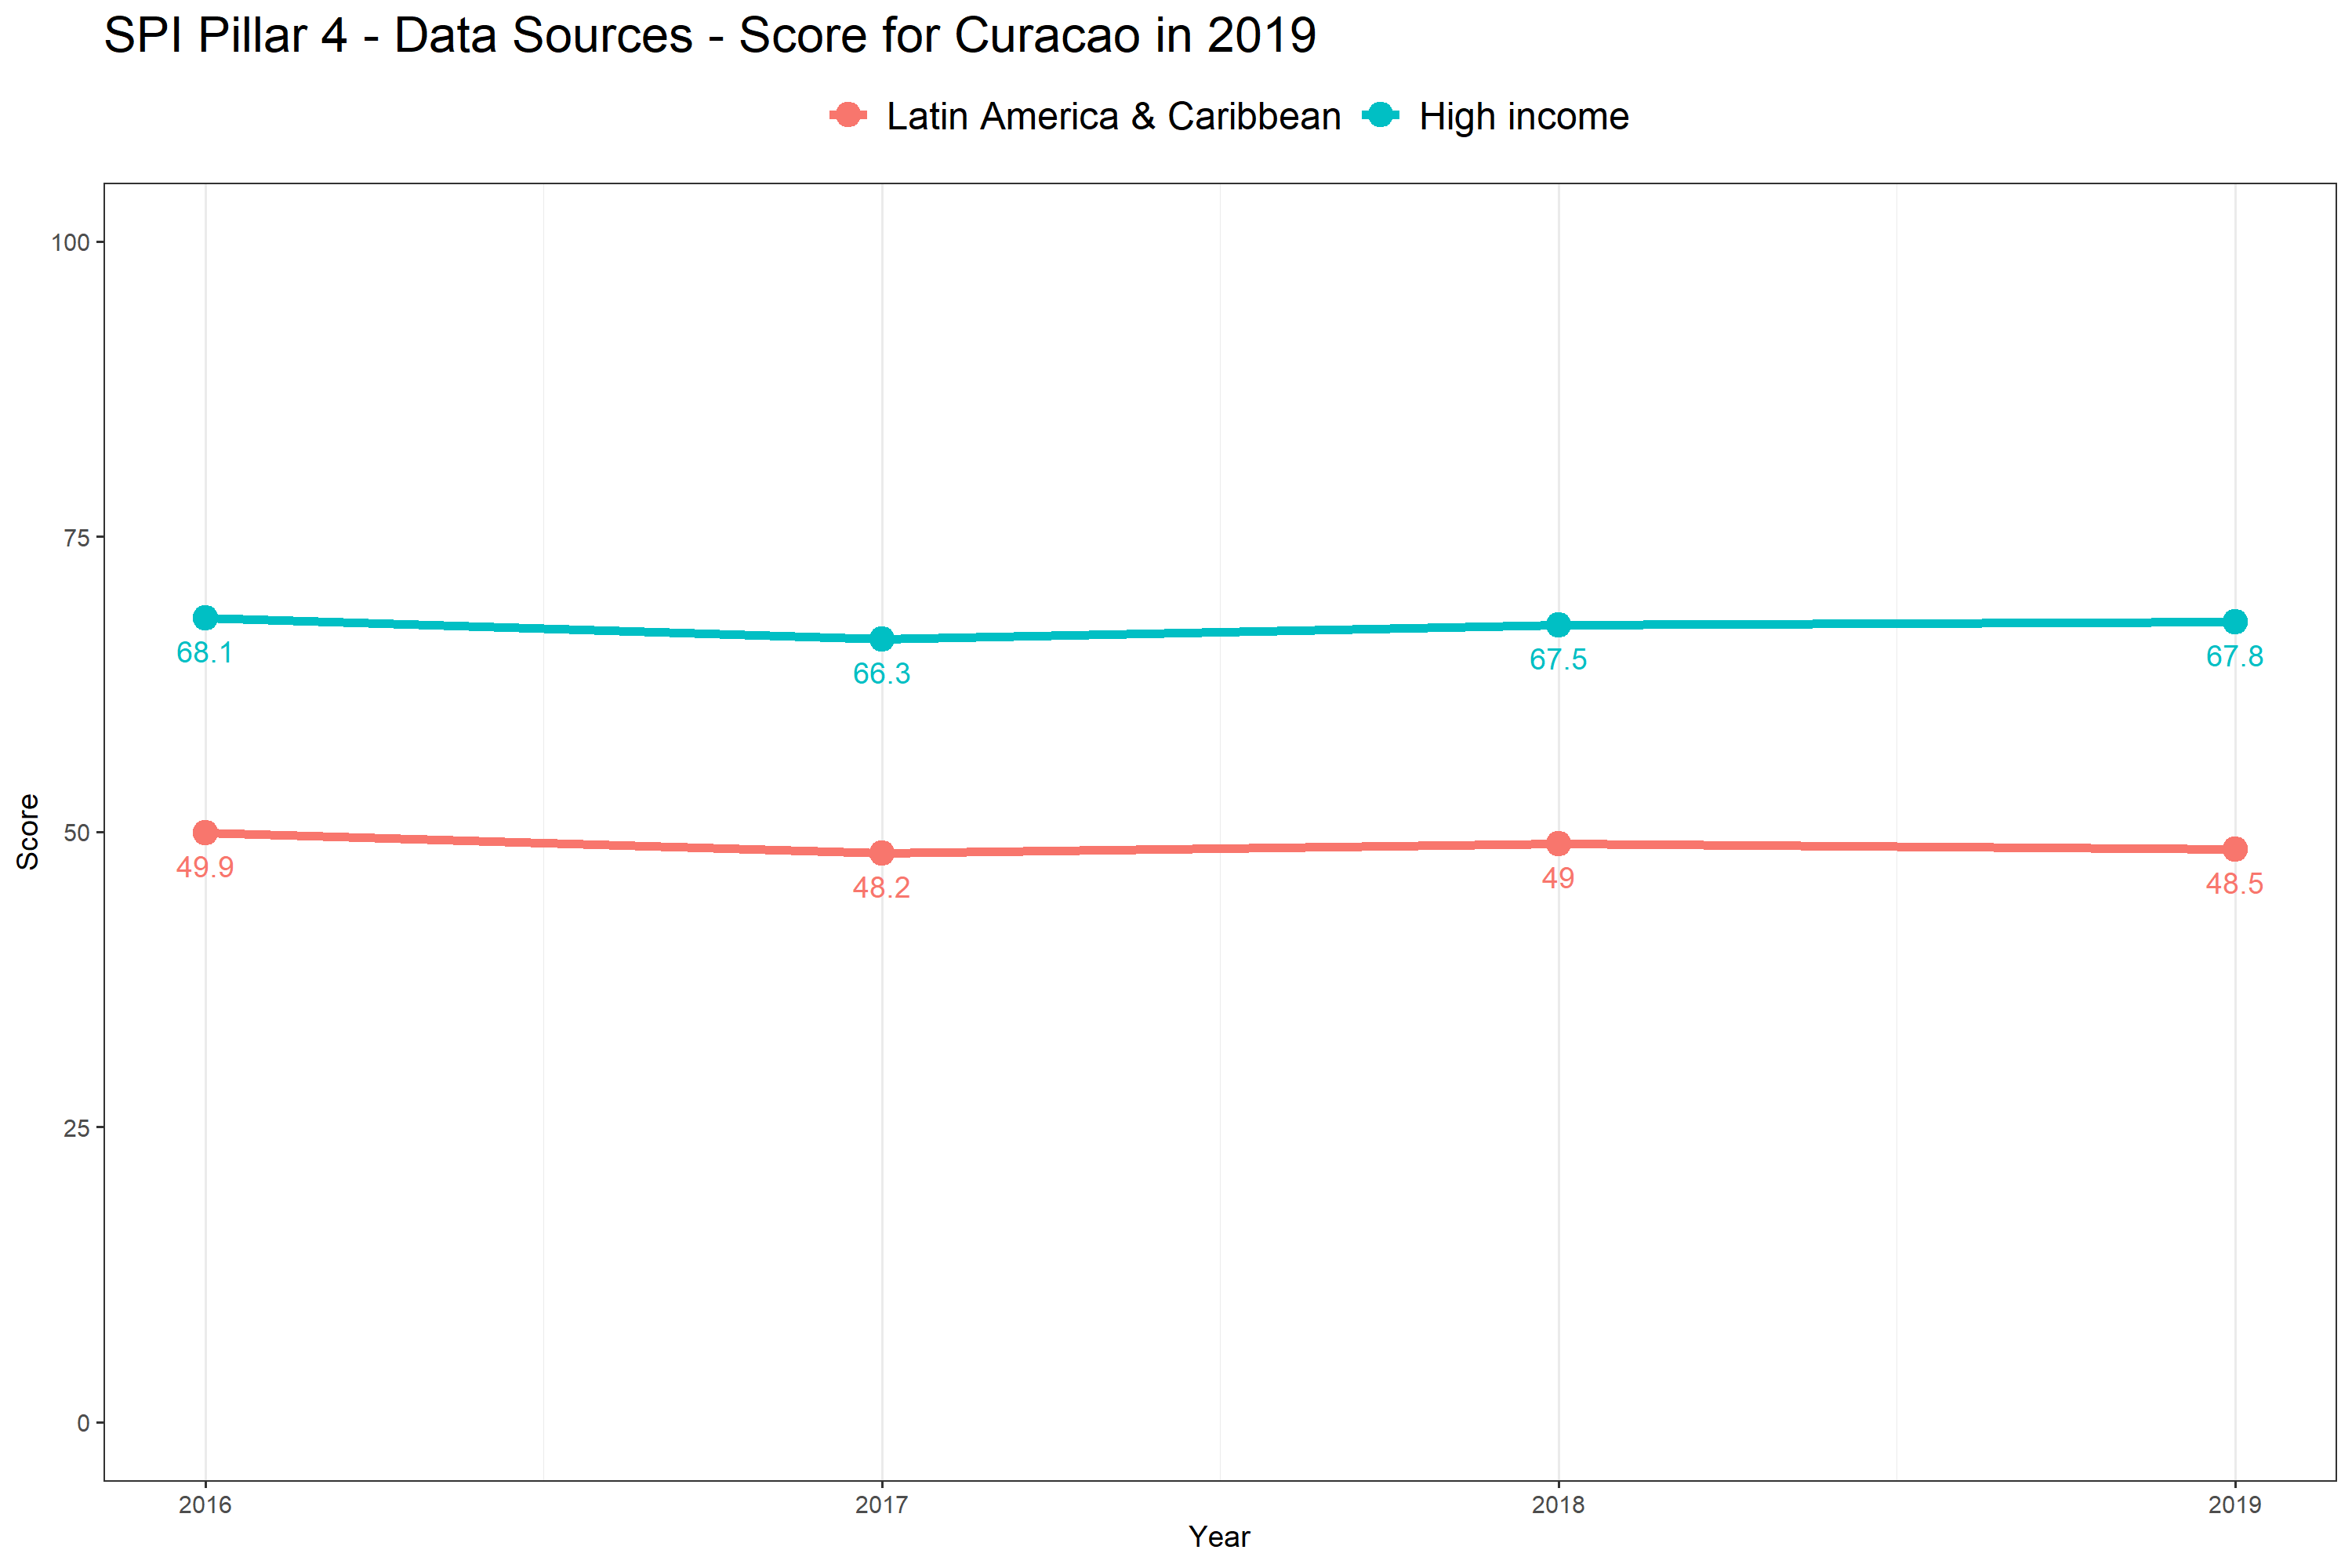 SPI Pillar 4 - Data Sources - Score for Curacao in 2019
Latin America & Caribbean High income
100
75
50
25
0
Score
68.1
66.3
67.5
67.8
49.9
48.2
49
48.5
2016 2017 2018 2019
Year